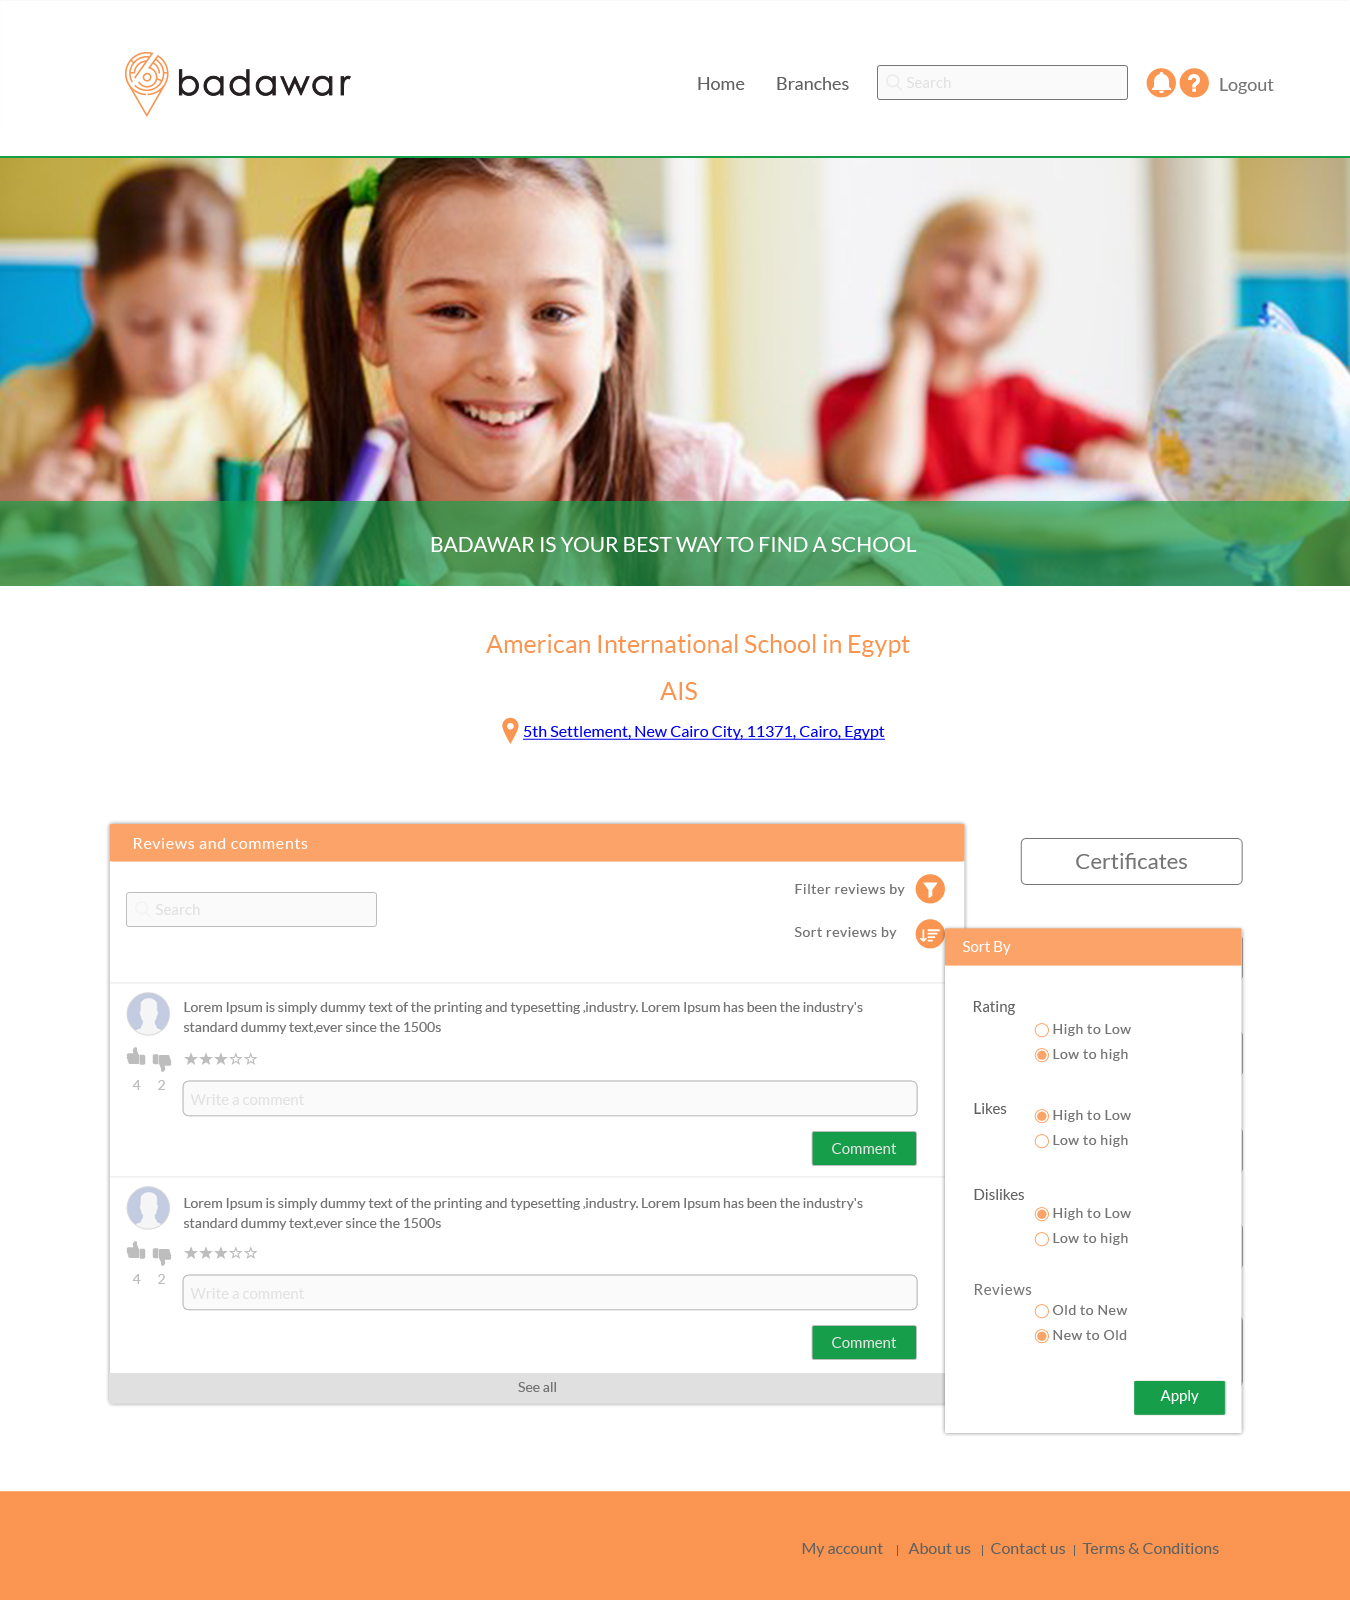 badawar
Home
Branches
Search
Logout
BADAWAR IS YOUR BEST WAY TO FIND A SCHOOL
American International School in Egypt
AIS
5th Settlement, New Cairo City, 11371, Cairo, Egypt
Reviews and comments
Search
Filter reviews by
Sort reviews by
Lorem Ipsum is simply dummy text of the printing and typesetting ,industry. Lorem Ipsum has been the industry's
standard dummy text,ever since the 1500s
4 2
Write a comment
Comment
Lorem Ipsum is simply dummy text of the printing and typesetting ,industry. Lorem Ipsum has been the industry's
standard dummy text,ever since the 1500s
4 2
Write a comment
Comment
See all
Certificates
Sort By
Rating
High to Low
Low to high
Likes
High to Low
Low to high
Dislikes
High to Low
Low to high
Reviews
Old to New
New to Old
Apply
My account | About us | Contact us | Terms & Conditions